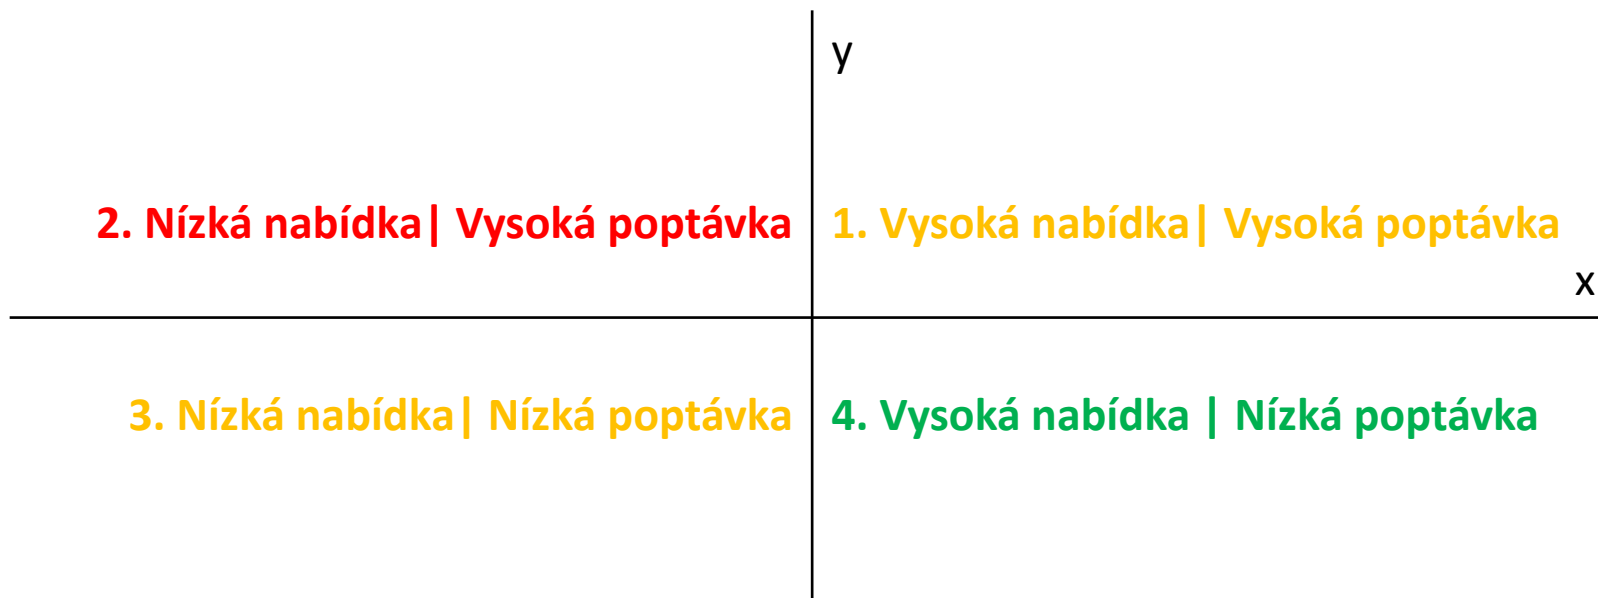 y
2. Nízká nabídka| Vysoká poptávka
1. Vysoká nabídka| Vysoká poptávka
x
3. Nízká nabídka| Nízká poptávka
4. Vysoká nabídka | Nízká poptávka